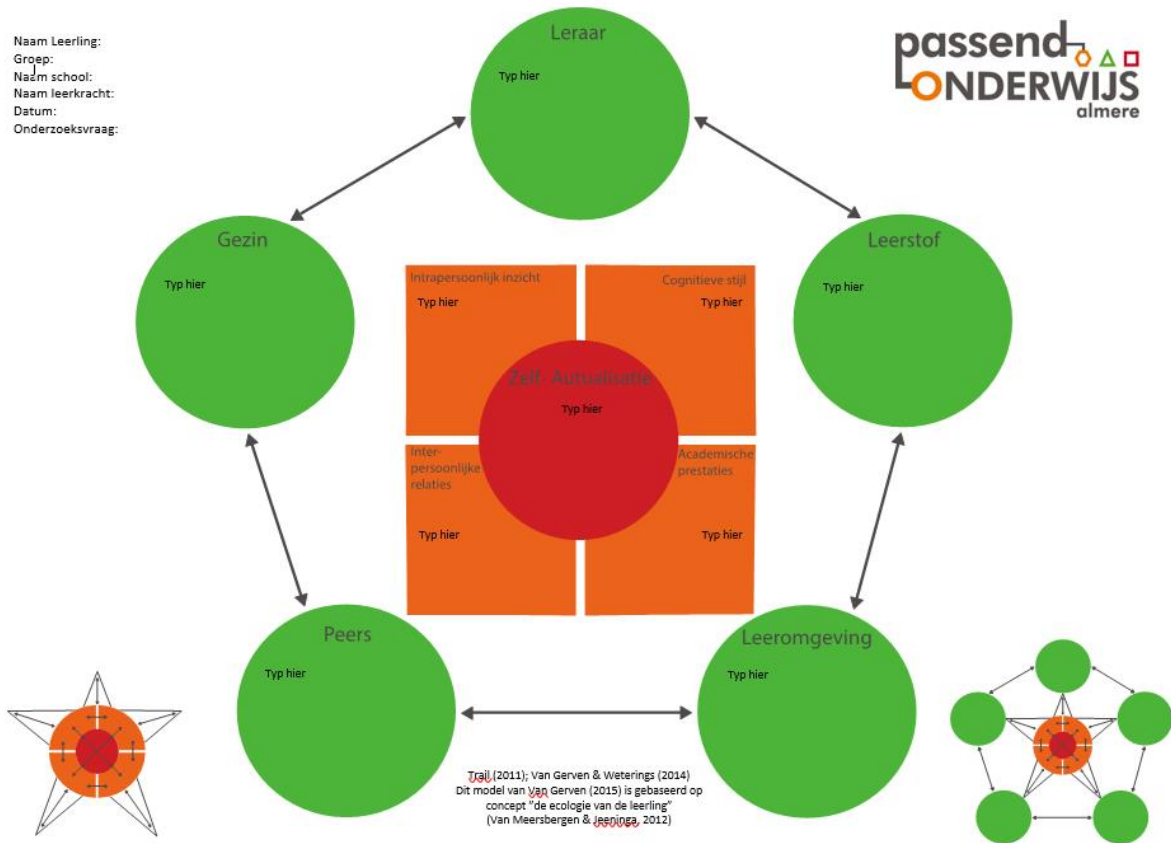 Naam Leerling:
Groep:
Naam school:
Naam leerkracht:
Datum:
Onderzoeksvraag:
passend
ONDERWIJS
almere
Leraar
Typ hier
Gezin
Typ hier
Leerstof
Typ hier
Intrapersoonlijk inzicht
Typ hier
Cognitieve stijl
Typ hier
Zelf- Autualisatie
Typ hier
Inter-
persoonlijke
relaties
Typ hier
Academische
prestaties
Typ hier
Peers
Typ hier
Leeromgeving
Typ hier
Trail (2011); Van Gerven & Weterings (2014)
Dit model van Van Gerven (2015) is gebaseerd op
concept "de ecologie van de leerling"
(Van Meersbergen & Jeeninga, 2012)